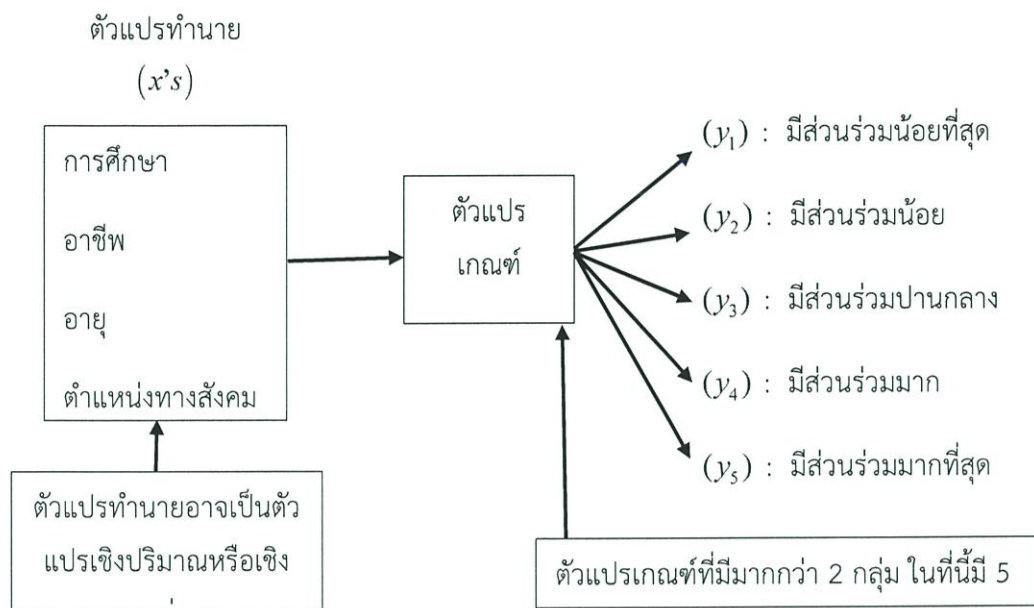 ตัวแปรทำนาย
(x's)
การศึกษา
อาชีพ
อายุ
ตำแหน่งทางสังคม
ตัวแปร
เกณฑ์
(y₁) : มีส่วนร่วมน้อยที่สุด
(y₂) : มีส่วนร่วมน้อย
(y₃) : มีส่วนร่วมปานกลาง
(y₄) : มีส่วนร่วมมาก
(y₅) : มีส่วนร่วมมากที่สุด
ตัวแปรทำนายอาจเป็นตัว
แปรเชิงปริมาณหรือเชิง
ตัวแปรเกณฑ์ที่มีมากกว่า 2 กลุ่ม ในที่นี้มี 5